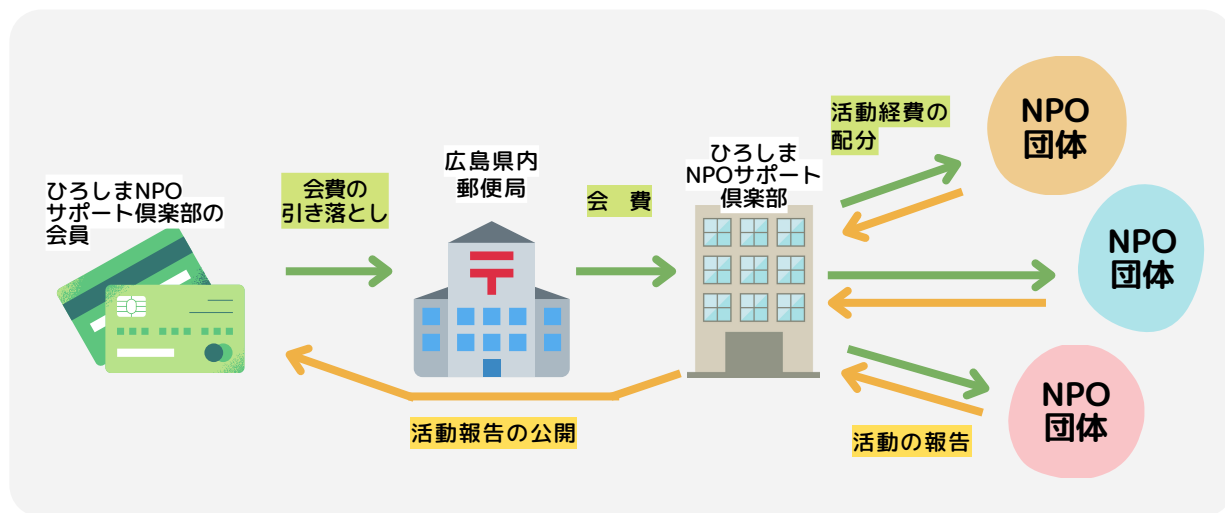 ひろしまNPO
サポート倶楽部の
会員
会費の
引き落とし
広島県内
郵便局
会　費
ひろしま
NPOサポート
倶楽部
活動経費の
配分
NPO
団体
NPO
団体
NPO
団体
活動報告の公開
活動の報告